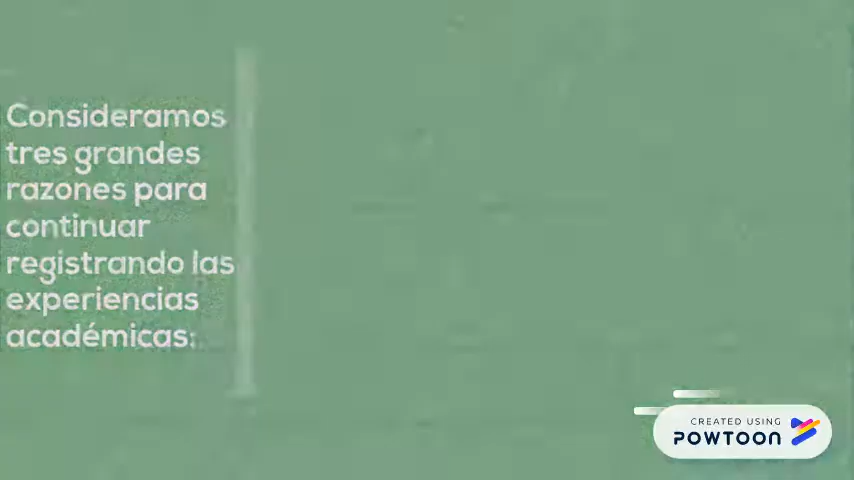 Consideramos
tres grandes
razones para
continuar
registrando las
experiencias
académicas:
CREATED USING
POWTOON